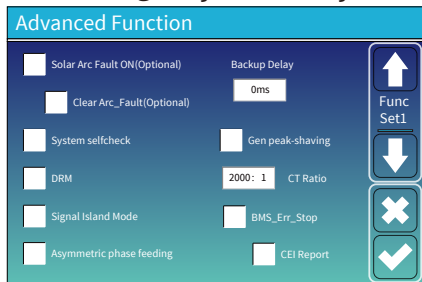 Advanced Function
Solar Arc Fault ON(Optional)
Backup Delay
0ms
Clear Arc_Fault(Optional)
Func
Set1
System selfcheck
Gen peak-shaving
DRM
2000: 1
CT Ratio
Signal Island Mode
BMS_Err_Stop
Asymmetric phase feeding
CEI Report